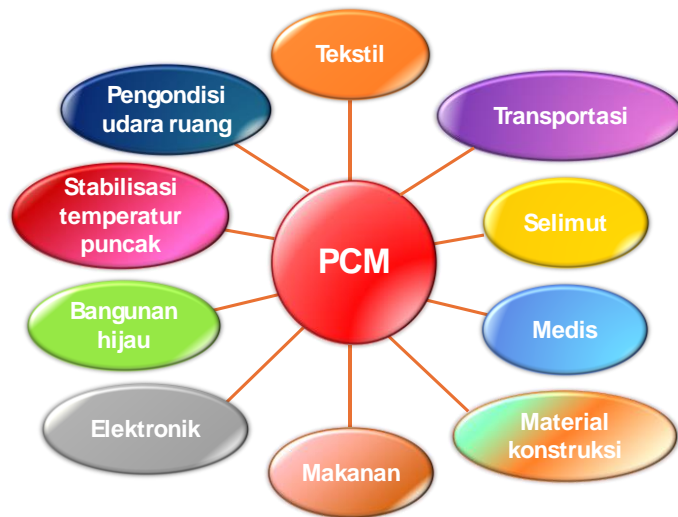 Tekstil
Pengondisi
udara ruang
Transportasi
Stabilisasi
temperatur
puncak
Selimut
PCM
Bangunan
hijau
Medis
Elektronik
Material
konstruksi
Makanan